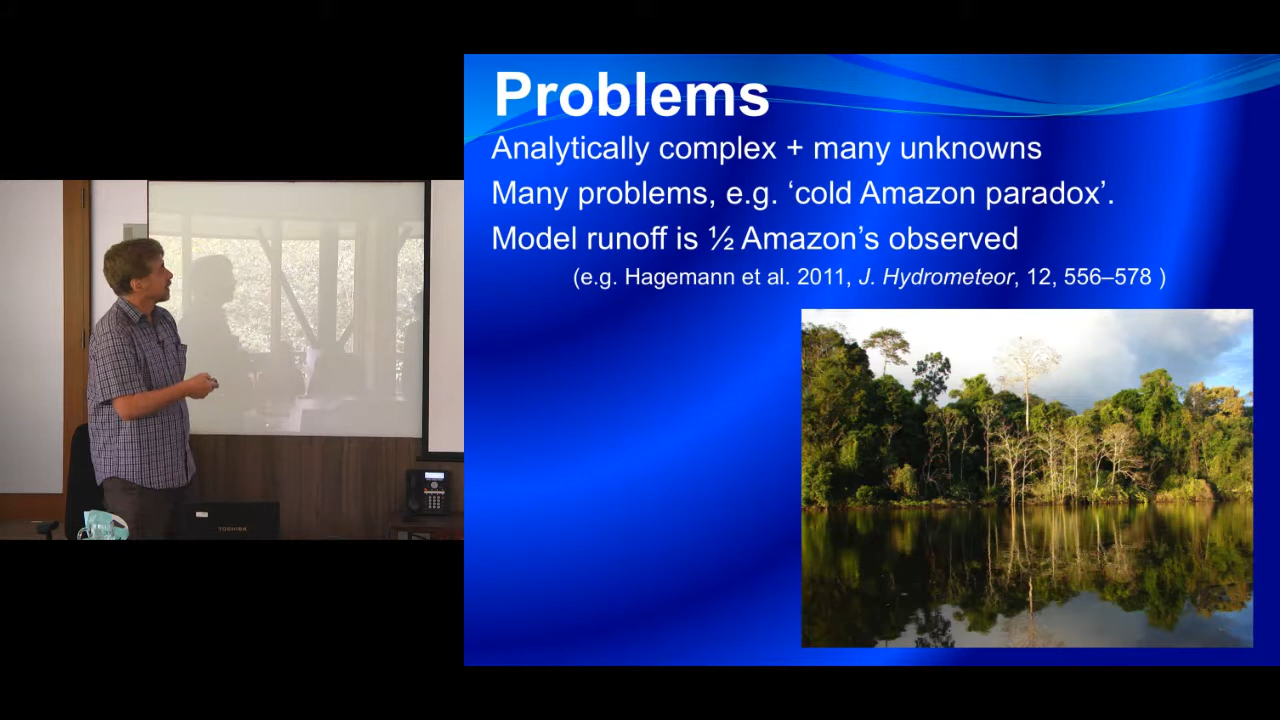 Problems
Analytically complex + many unknowns
Many problems, e.g. ‘cold Amazon paradox’.
Model runoff is ½ Amazon’s observed
(e.g. Hagemann et al. 2011, J. Hydrometeor, 12, 556–578 )
TOSHIBA